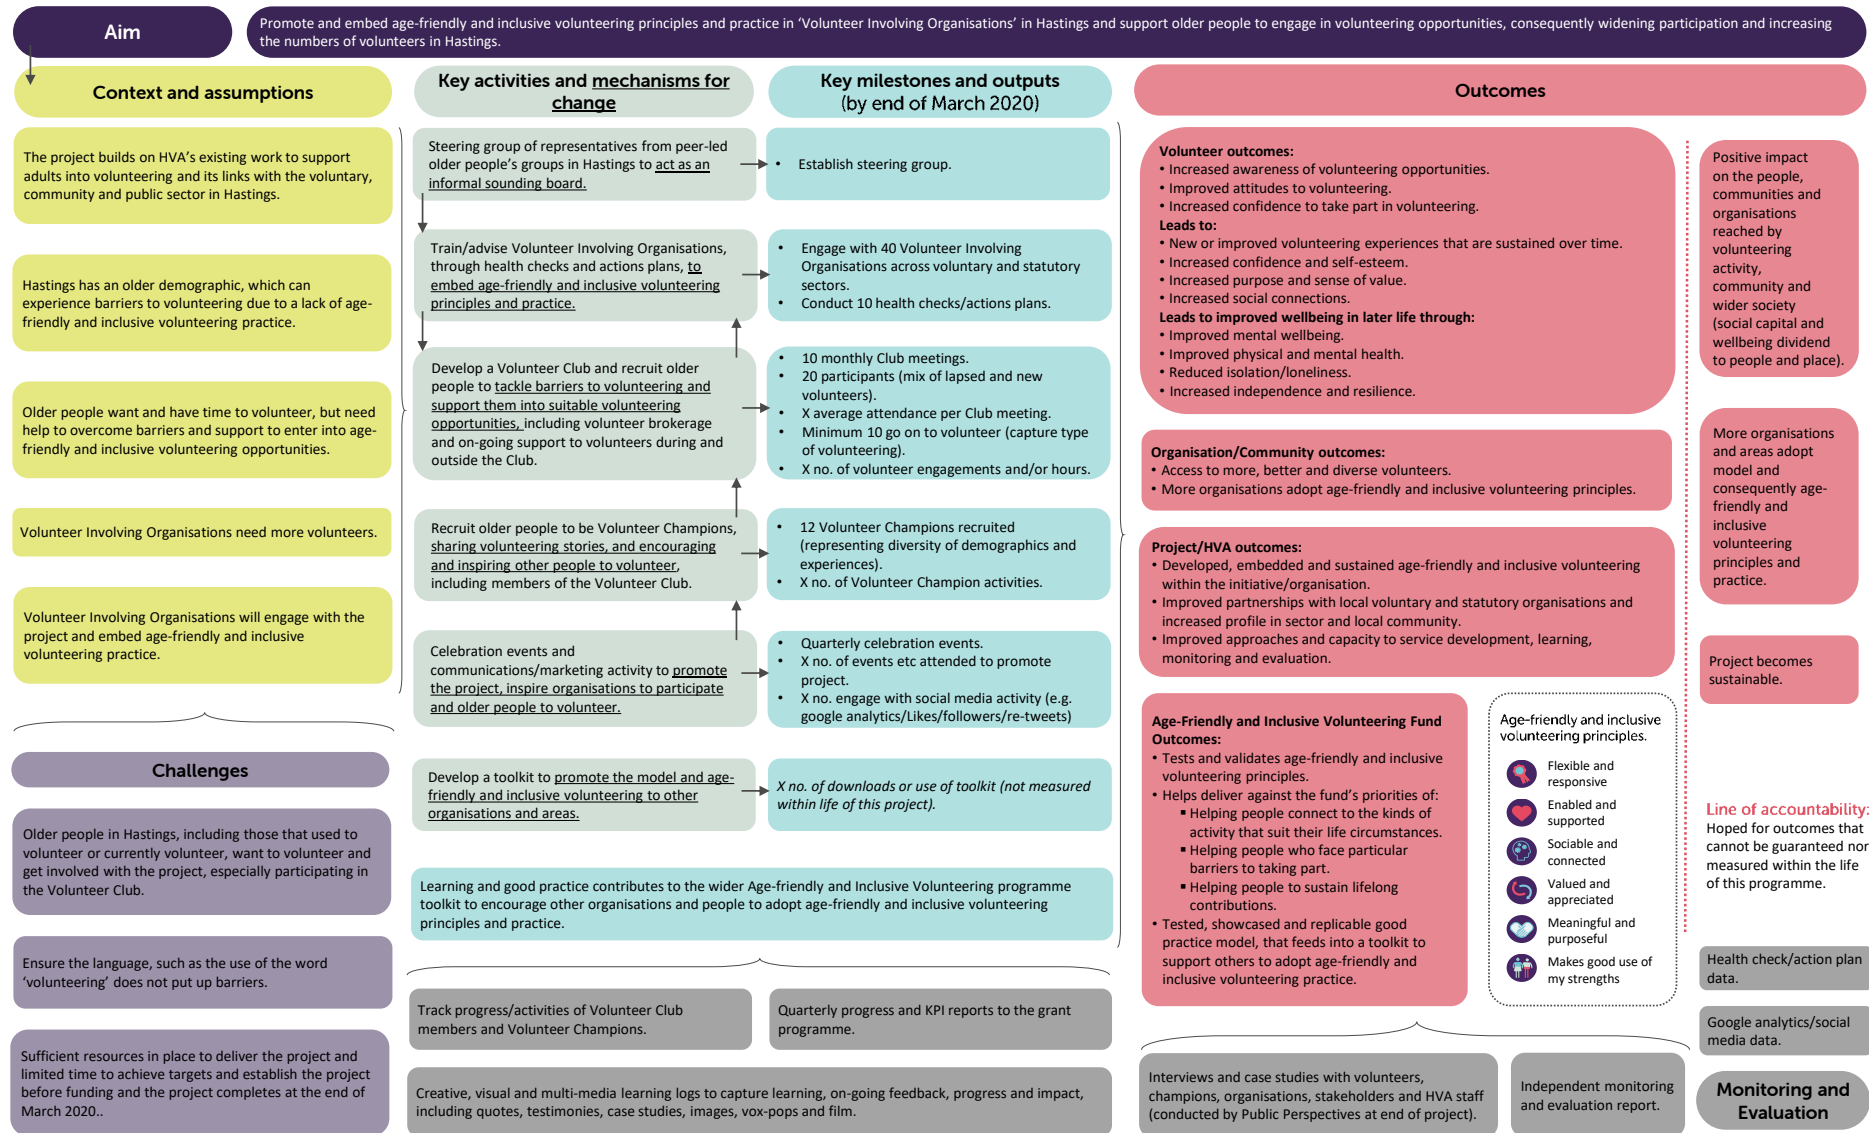 Aim
Promote and embed age-friendly and inclusive volunteering principles and practice in ‘Volunteer Involving Organisations’ in Hastings and support older people to engage in volunteering opportunities, consequently widening participation and increasing
the numbers of volunteers in Hastings.
Context and assumptions
The project builds on HVA’s existing work to support
adults into volunteering and its links with the voluntary,
community and public sector in Hastings.
Hastings has an older demographic, which can
experience barriers to volunteering due to a lack of age-
friendly and inclusive volunteering practice.
Older people want and have time to volunteer, but need
help to overcome barriers and support to enter into age-
friendly and inclusive volunteering opportunities.
Volunteer Involving Organisations need more volunteers.
Volunteer Involving Organisations will engage with the
project and embed age-friendly and inclusive
volunteering practice.
Challenges
Older people in Hastings, including those that used to
volunteer or currently volunteer, want to volunteer and
get involved with the project, especially participating in
the Volunteer Club.
Ensure the language, such as the use of the word
‘volunteering’ does not put up barriers.
Sufficient resources in place to deliver the project and
limited time to achieve targets and establish the project
before funding and the project completes at the end of
March 2020..
Key activities and mechanisms for
change
Steering group of representatives from peer-led
older people’s groups in Hastings to act as an
informal sounding board.
Train/advise Volunteer Involving Organisations,
through health checks and actions plans, to
embed age-friendly and inclusive volunteering
principles and practice.
Develop a Volunteer Club and recruit older
people to tackle barriers to volunteering and
support them into suitable volunteering
opportunities, including volunteer brokerage
and on-going support to volunteers during and
outside the Club.
Recruit older people to be Volunteer Champions,
sharing volunteering stories, and encouraging
and inspiring other people to volunteer,
including members of the Volunteer Club.
Celebration events and
communications/marketing activity to promote
the project, inspire organisations to participate
and older people to volunteer.
Develop a toolkit to promote the model and age-
friendly and inclusive volunteering to other
organisations and areas.
Key milestones and outputs
(by end of March 2020)
• Establish steering group.
• Engage with 40 Volunteer Involving
Organisations across voluntary and statutory
sectors.
• Conduct 10 health checks/actions plans.
• 10 monthly Club meetings.
• 20 participants (mix of lapsed and new
volunteers).
• X average attendance per Club meeting.
• Minimum 10 go on to volunteer (capture type
of volunteering).
• X no. of volunteer engagements and/or hours.
• 12 Volunteer Champions recruited
(representing diversity of demographics and
experiences).
• X no. of Volunteer Champion activities.
• Quarterly celebration events.
• X no. of events etc attended to promote
project.
• X no. engage with social media activity (e.g.
google analytics/Likes/followers/re-tweets)
X no. of downloads or use of toolkit (not measured
within life of this project).
Learning and good practice contributes to the wider Age-friendly and Inclusive Volunteering programme
toolkit to encourage other organisations and people to adopt age-friendly and inclusive volunteering
principles and practice.
Track progress/activities of Volunteer Club
members and Volunteer Champions.
Quarterly progress and KPI reports to the grant
programme.
Creative, visual and multi-media learning logs to capture learning, on-going feedback, progress and impact,
including quotes, testimonies, case studies, images, vox-pops and film.
Outcomes
Volunteer outcomes:
• Increased awareness of volunteering opportunities.
• Improved attitudes to volunteering.
• Increased confidence to take part in volunteering.
Leads to:
• New or improved volunteering experiences that are sustained over time.
• Increased confidence and self-esteem.
• Increased purpose and sense of value.
• Increased social connections.
Leads to improved wellbeing in later life through:
• Improved mental wellbeing.
• Improved physical and mental health.
• Reduced isolation/loneliness.
• Increased independence and resilience.
Organisation/Community outcomes:
• Access to more, better and diverse volunteers.
• More organisations adopt age-friendly and inclusive volunteering principles.
Project/HVA outcomes:
• Developed, embedded and sustained age-friendly and inclusive volunteering
within the initiative/organisation.
• Improved partnerships with local voluntary and statutory organisations and
increased profile in sector and local community.
• Improved approaches and capacity to service development, learning,
monitoring and evaluation.
Age-Friendly and Inclusive Volunteering Fund
Outcomes:
• Tests and validates age-friendly and inclusive
volunteering principles.
• Helps deliver against the fund’s priorities of:
▪ Helping people connect to the kinds of
activity that suit their life circumstances.
▪ Helping people who face particular
barriers to taking part.
▪ Helping people to sustain lifelong
contributions.
• Tested, showcased and replicable good
practice model, that feeds into a toolkit to
support others to adopt age-friendly and
inclusive volunteering practice.
Age-friendly and inclusive
volunteering principles.
Flexible and
responsive
Enabled and
supported
Sociable and
connected
Valued and
appreciated
Meaningful and
purposeful
Makes good use of
my strengths
Positive impact
on the people,
communities and
organisations
reached by
volunteering
activity,
community and
wider society
(social capital and
wellbeing dividend
to people and place).
More organisations
and areas adopt
model and
consequently age-
friendly and
inclusive
volunteering
principles and
practice.
Project becomes
sustainable.
Line of accountability:
Hoped for outcomes that
cannot be guaranteed nor
measured within the life
of this programme.
Health check/action plan
data.
Google analytics/social
media data.
Interviews and case studies with volunteers,
champions, organisations, stakeholders and HVA staff
(conducted by Public Perspectives at end of project).
Independent monitoring
and evaluation report.
Monitoring and
Evaluation